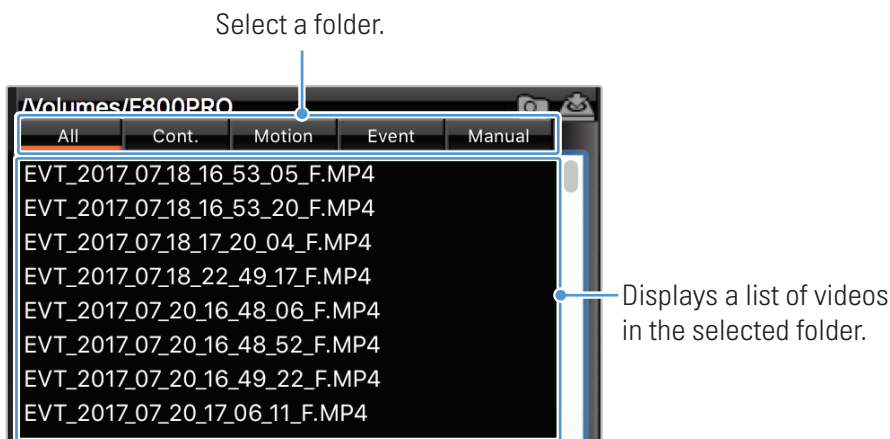 Select a folder.
/Volumes/F800PRO
All Cont. Motion Event Manual
EVT_2017_07_18_16_53_05_F.MP4
EVT_2017_07_18_16_53_20_F.MP4
EVT_2017_07_18_17_20_04_F.MP4
EVT_2017_07_18_22_49_17_F.MP4
EVT_2017_07_20_16_48_06_F.MP4
EVT_2017_07_20_16_48_52_F.MP4
EVT_2017_07_20_16_49_22_F.MP4
EVT_2017_07_20_17_06_11_F.MP4
Displays a list of videos
in the selected folder.